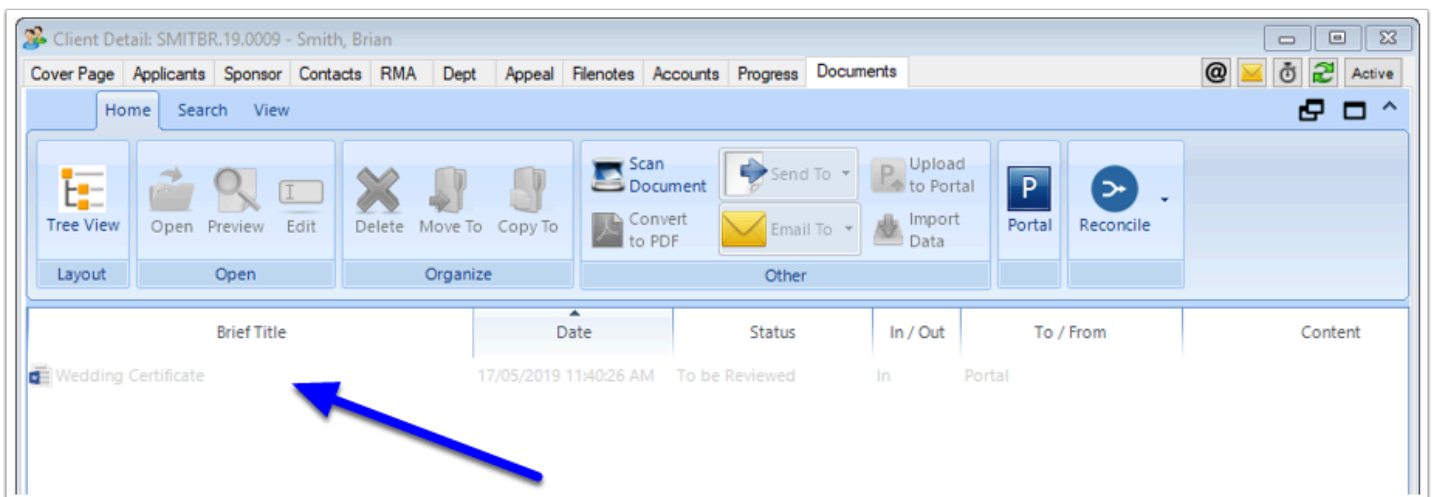 Client Detail: SMITBR.19.0009 - Smith, Brian
Cover Page Applicants Sponsor Contacts RMA Dept Appeal Filenotes Accounts Progress Documents @ Active
Home Search View
Tree View Open Preview Edit Delete Move To Copy To Scan Document Send To Upload to Portal P Portal Reconcile
Convert to PDF Email To Import Data
Layout Open Organize Other
Brief Title Date Status In / Out To / From Content
Wedding Certificate 17/05/2019 11:40:26 AM To be Reviewed In Portal